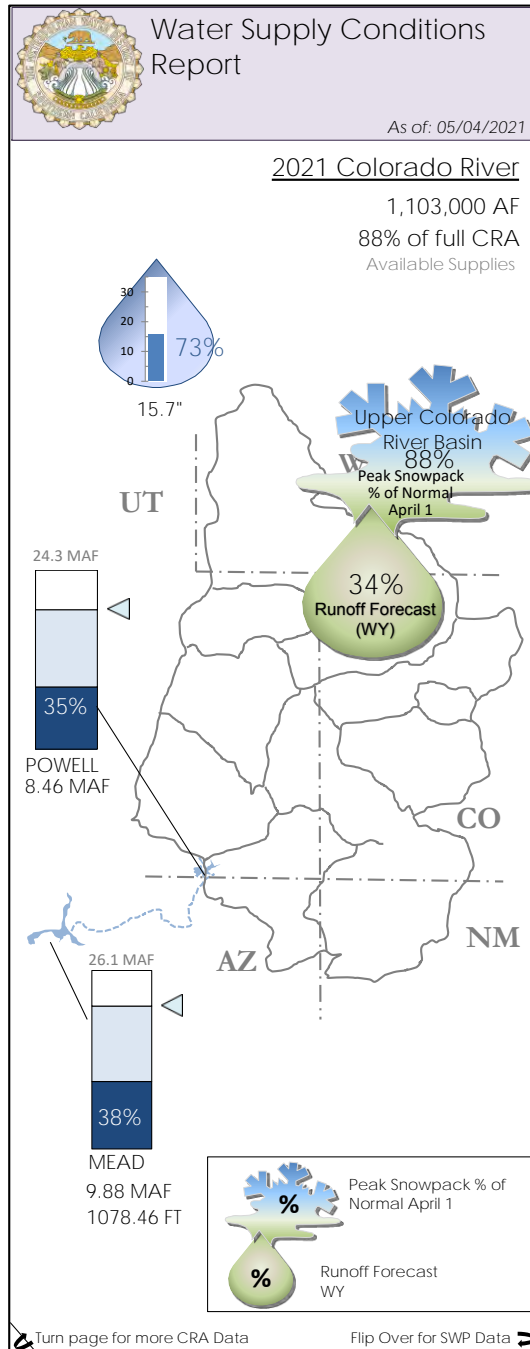 Water Supply Conditions
Report
As of: 05/04/2021
2021 Colorado River
1,103,000 AF
88% of full CRA
Available Supplies
30
20
10
0
73%
15.7"
Upper Colorado
River Basin
88%
Peak Snowpack
% of Normal
April 1
W
UT
34%
Runoff Forecast
(WY)
24.3 MAF
35%
POWELL
8.46 MAF
CO
NM
AZ
26.1 MAF
38%
MEAD
9.88 MAF
1078.46 FT
%
Peak Snowpack % of
Normal April 1
%
Runoff Forecast
WY
Turn page for more CRA Data
Flip Over for SWP Data